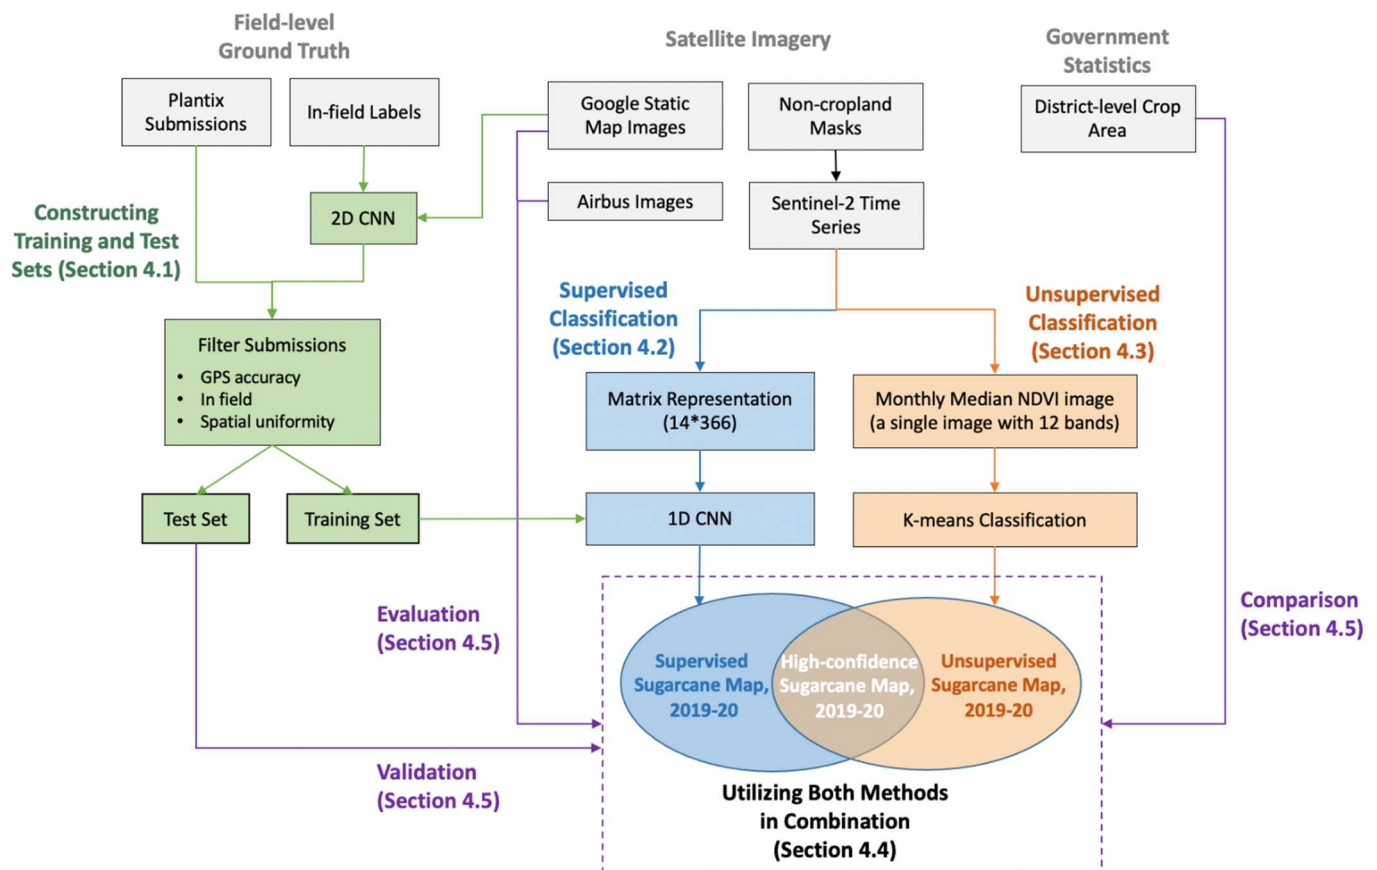 Field-level
Ground Truth
Satellite Imagery
Government
Statistics
Plantix
Submissions
In-field Labels
Google Static
Map Images
Non-cropland
Masks
District-level Crop
Area
2D CNN
Airbus Images
Sentinel-2 Time
Series
Constructing
Training and Test
Sets (Section 4.1)
Supervised
Classification
(Section 4.2)
Unsupervised
Classification
(Section 4.3)
Filter Submissions
• GPS accuracy
• In field
• Spatial uniformity
Matrix Representation
(14*366)
Monthly Median NDVI image
(a single image with 12 bands)
Test Set
Training Set
1D CNN
K-means Classification
Evaluation
(Section 4.5)
Comparison
(Section 4.5)
Supervised
Sugarcane Map,
2019-20
High-confidence
Sugarcane Map,
2019-20
Unsupervised
Sugarcane Map,
2019-20
Validation
(Section 4.5)
Utilizing Both Methods
in Combination
(Section 4.4)